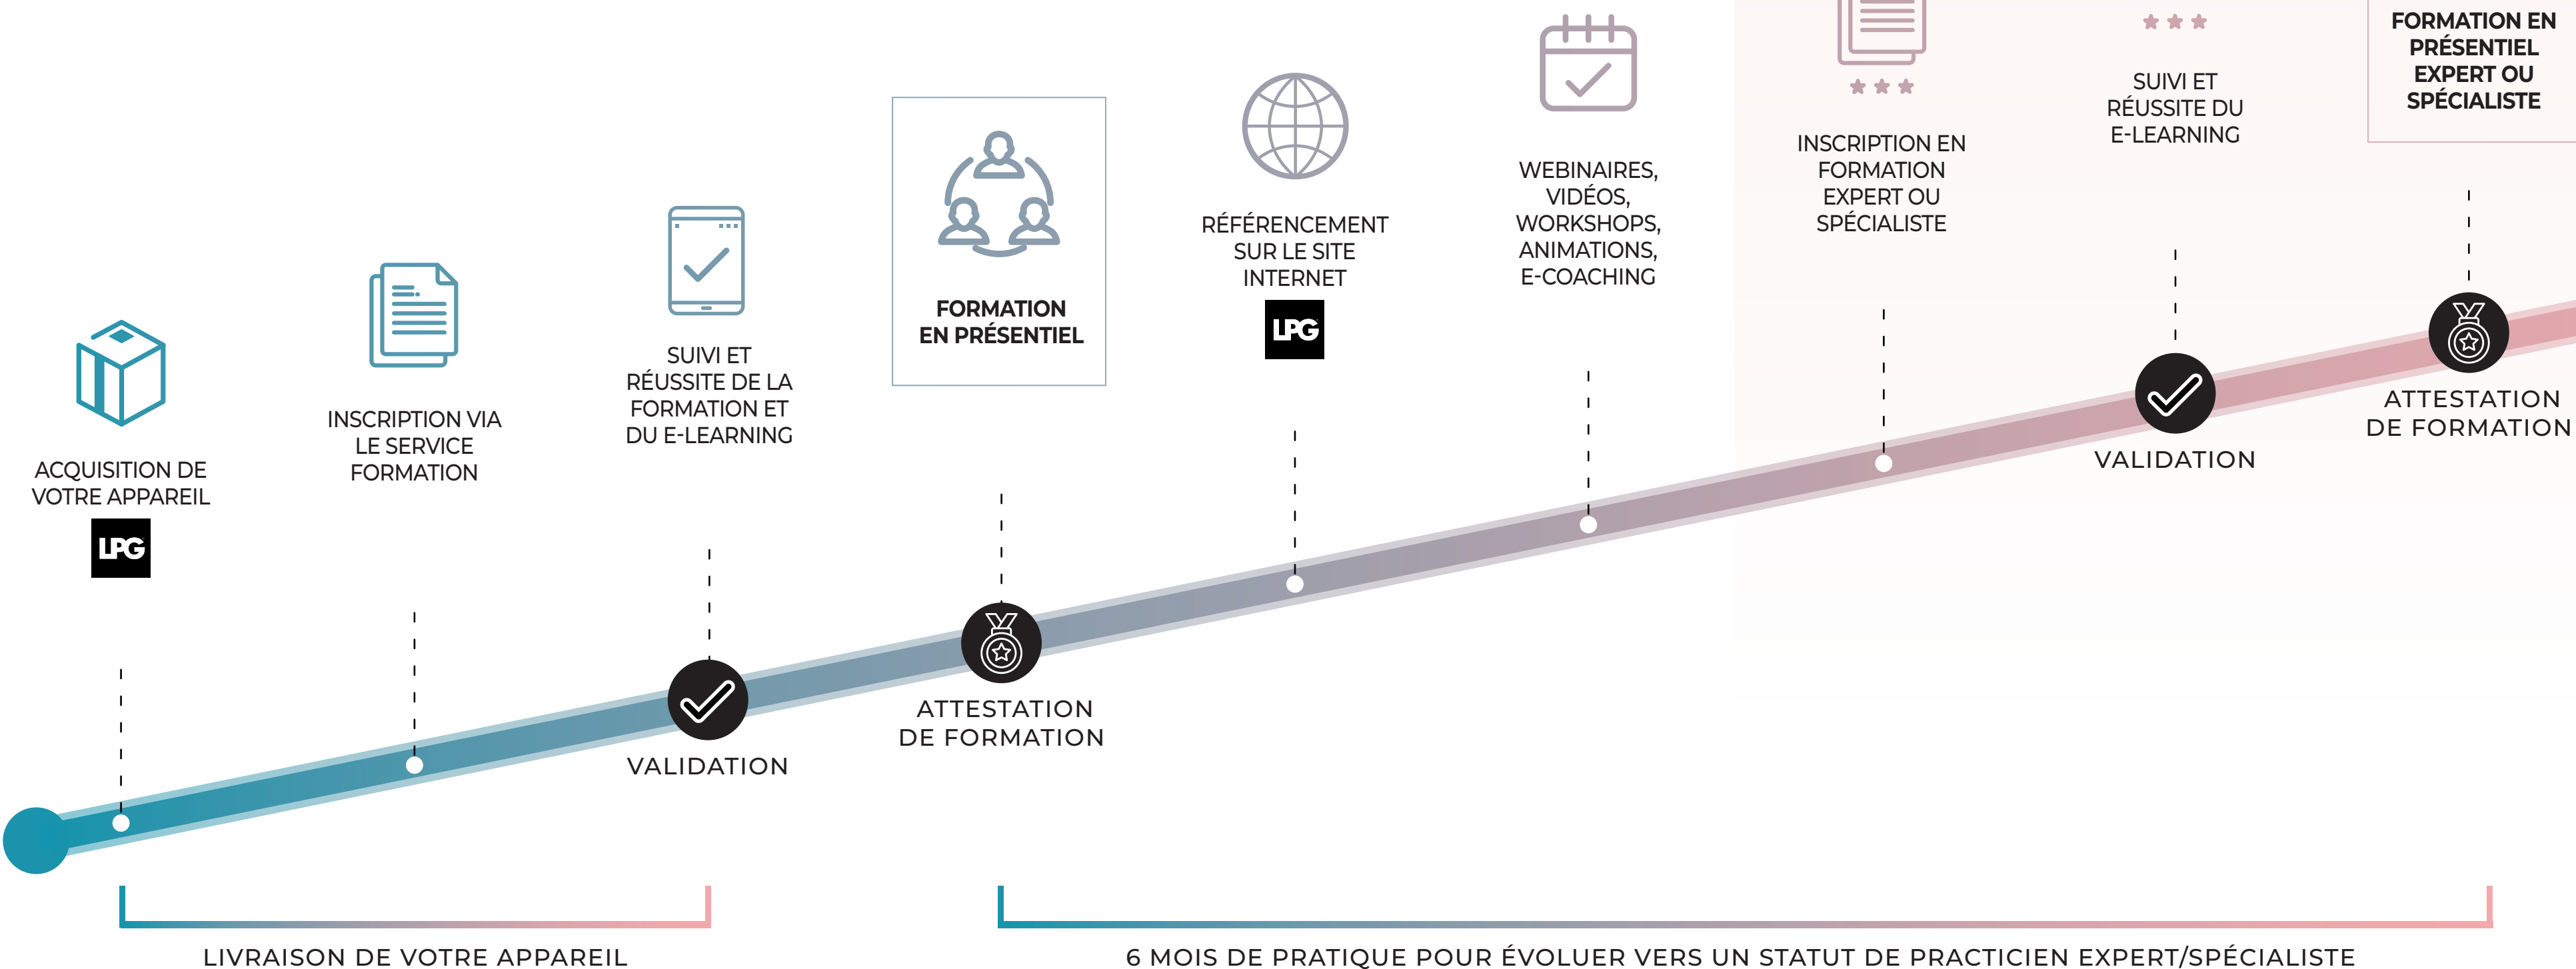 ACQUISITION DE
VOTRE APPAREIL
LPG
INSCRIPTION VIA
LE SERVICE
FORMATION
SUIVI ET
RÉUSSITE DE LA
FORMATION ET
DU E-LEARNING
VALIDATION
FORMATION
EN PRÉSENTIEL
ATTESTATION
DE FORMATION
RÉFÉRENCEMENT
SUR LE SITE
INTERNET
LPG
WEBINAIRES,
VIDÉOS,
WORKSHOPS,
ANIMATIONS,
E-COACHING
INSCRIPTION EN
FORMATION
EXPERT OU
SPÉCIALISTE
SUIVI ET
RÉUSSITE DU
E-LEARNING
VALIDATION
FORMATION EN
PRÉSENTIEL
EXPERT OU
SPÉCIALISTE
ATTESTATION
DE FORMATION
LIVRAISON DE VOTRE APPAREIL
6 MOIS DE PRATIQUE POUR ÉVOLUER VERS UN STATUT DE PRACTICIEN EXPERT/SPÉCIALISTE